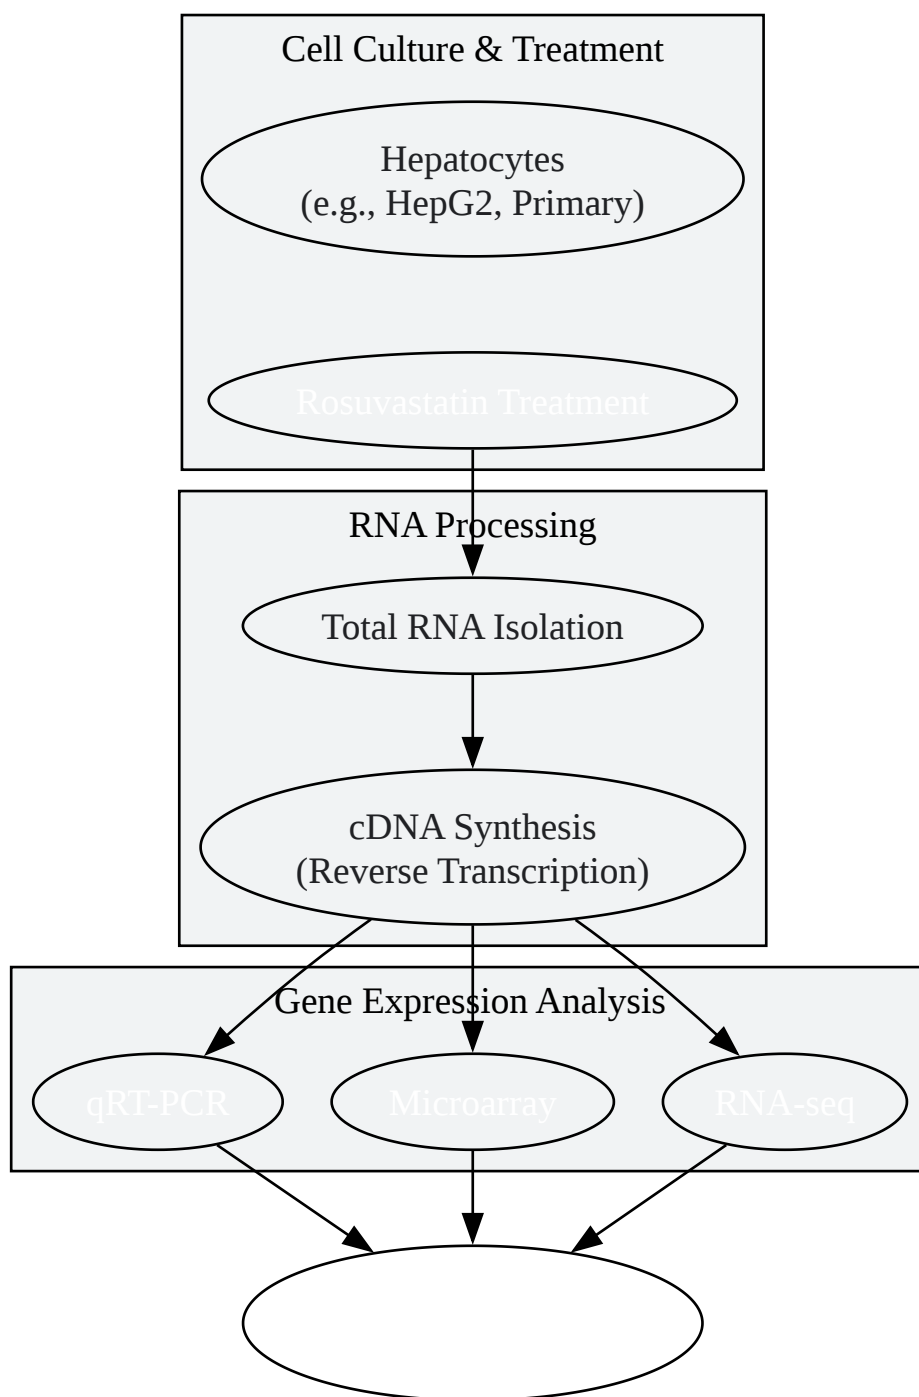 Cell Culture & Treatment
Hepatocytes
(e.g., HepG2, Primary)
Rosuvastatin Treatment
RNA Processing
Total RNA Isolation
cDNA Synthesis
(Reverse Transcription)
Gene Expression Analysis
qRT-PCR
Microarray
RNA-seq